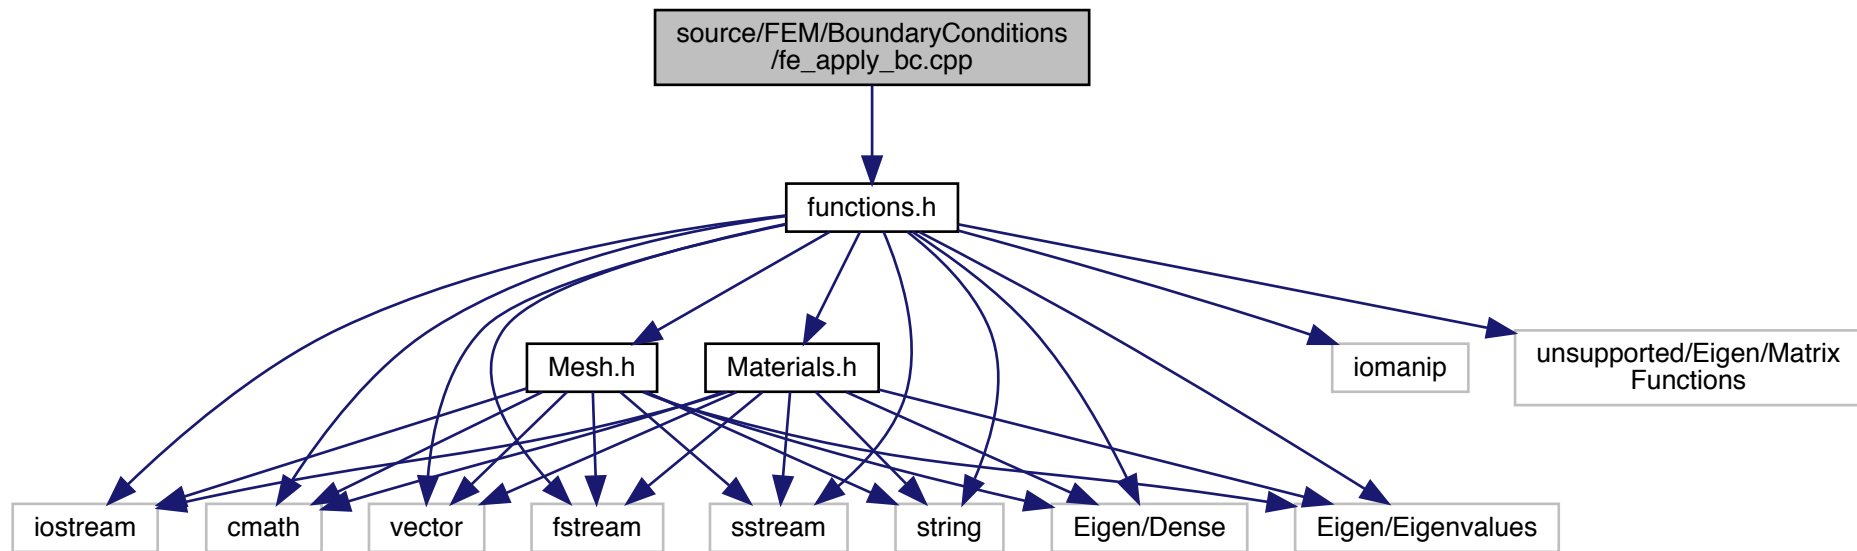 source/FEM/BoundaryConditions
/fe_apply_bc.cpp
functions.h
Mesh.h
Materials.h
iomanip
unsupported/Eigen/Matrix
Functions
iostream
cmath
vector
fstream
sstream
string
Eigen/Dense
Eigen/Eigenvalues